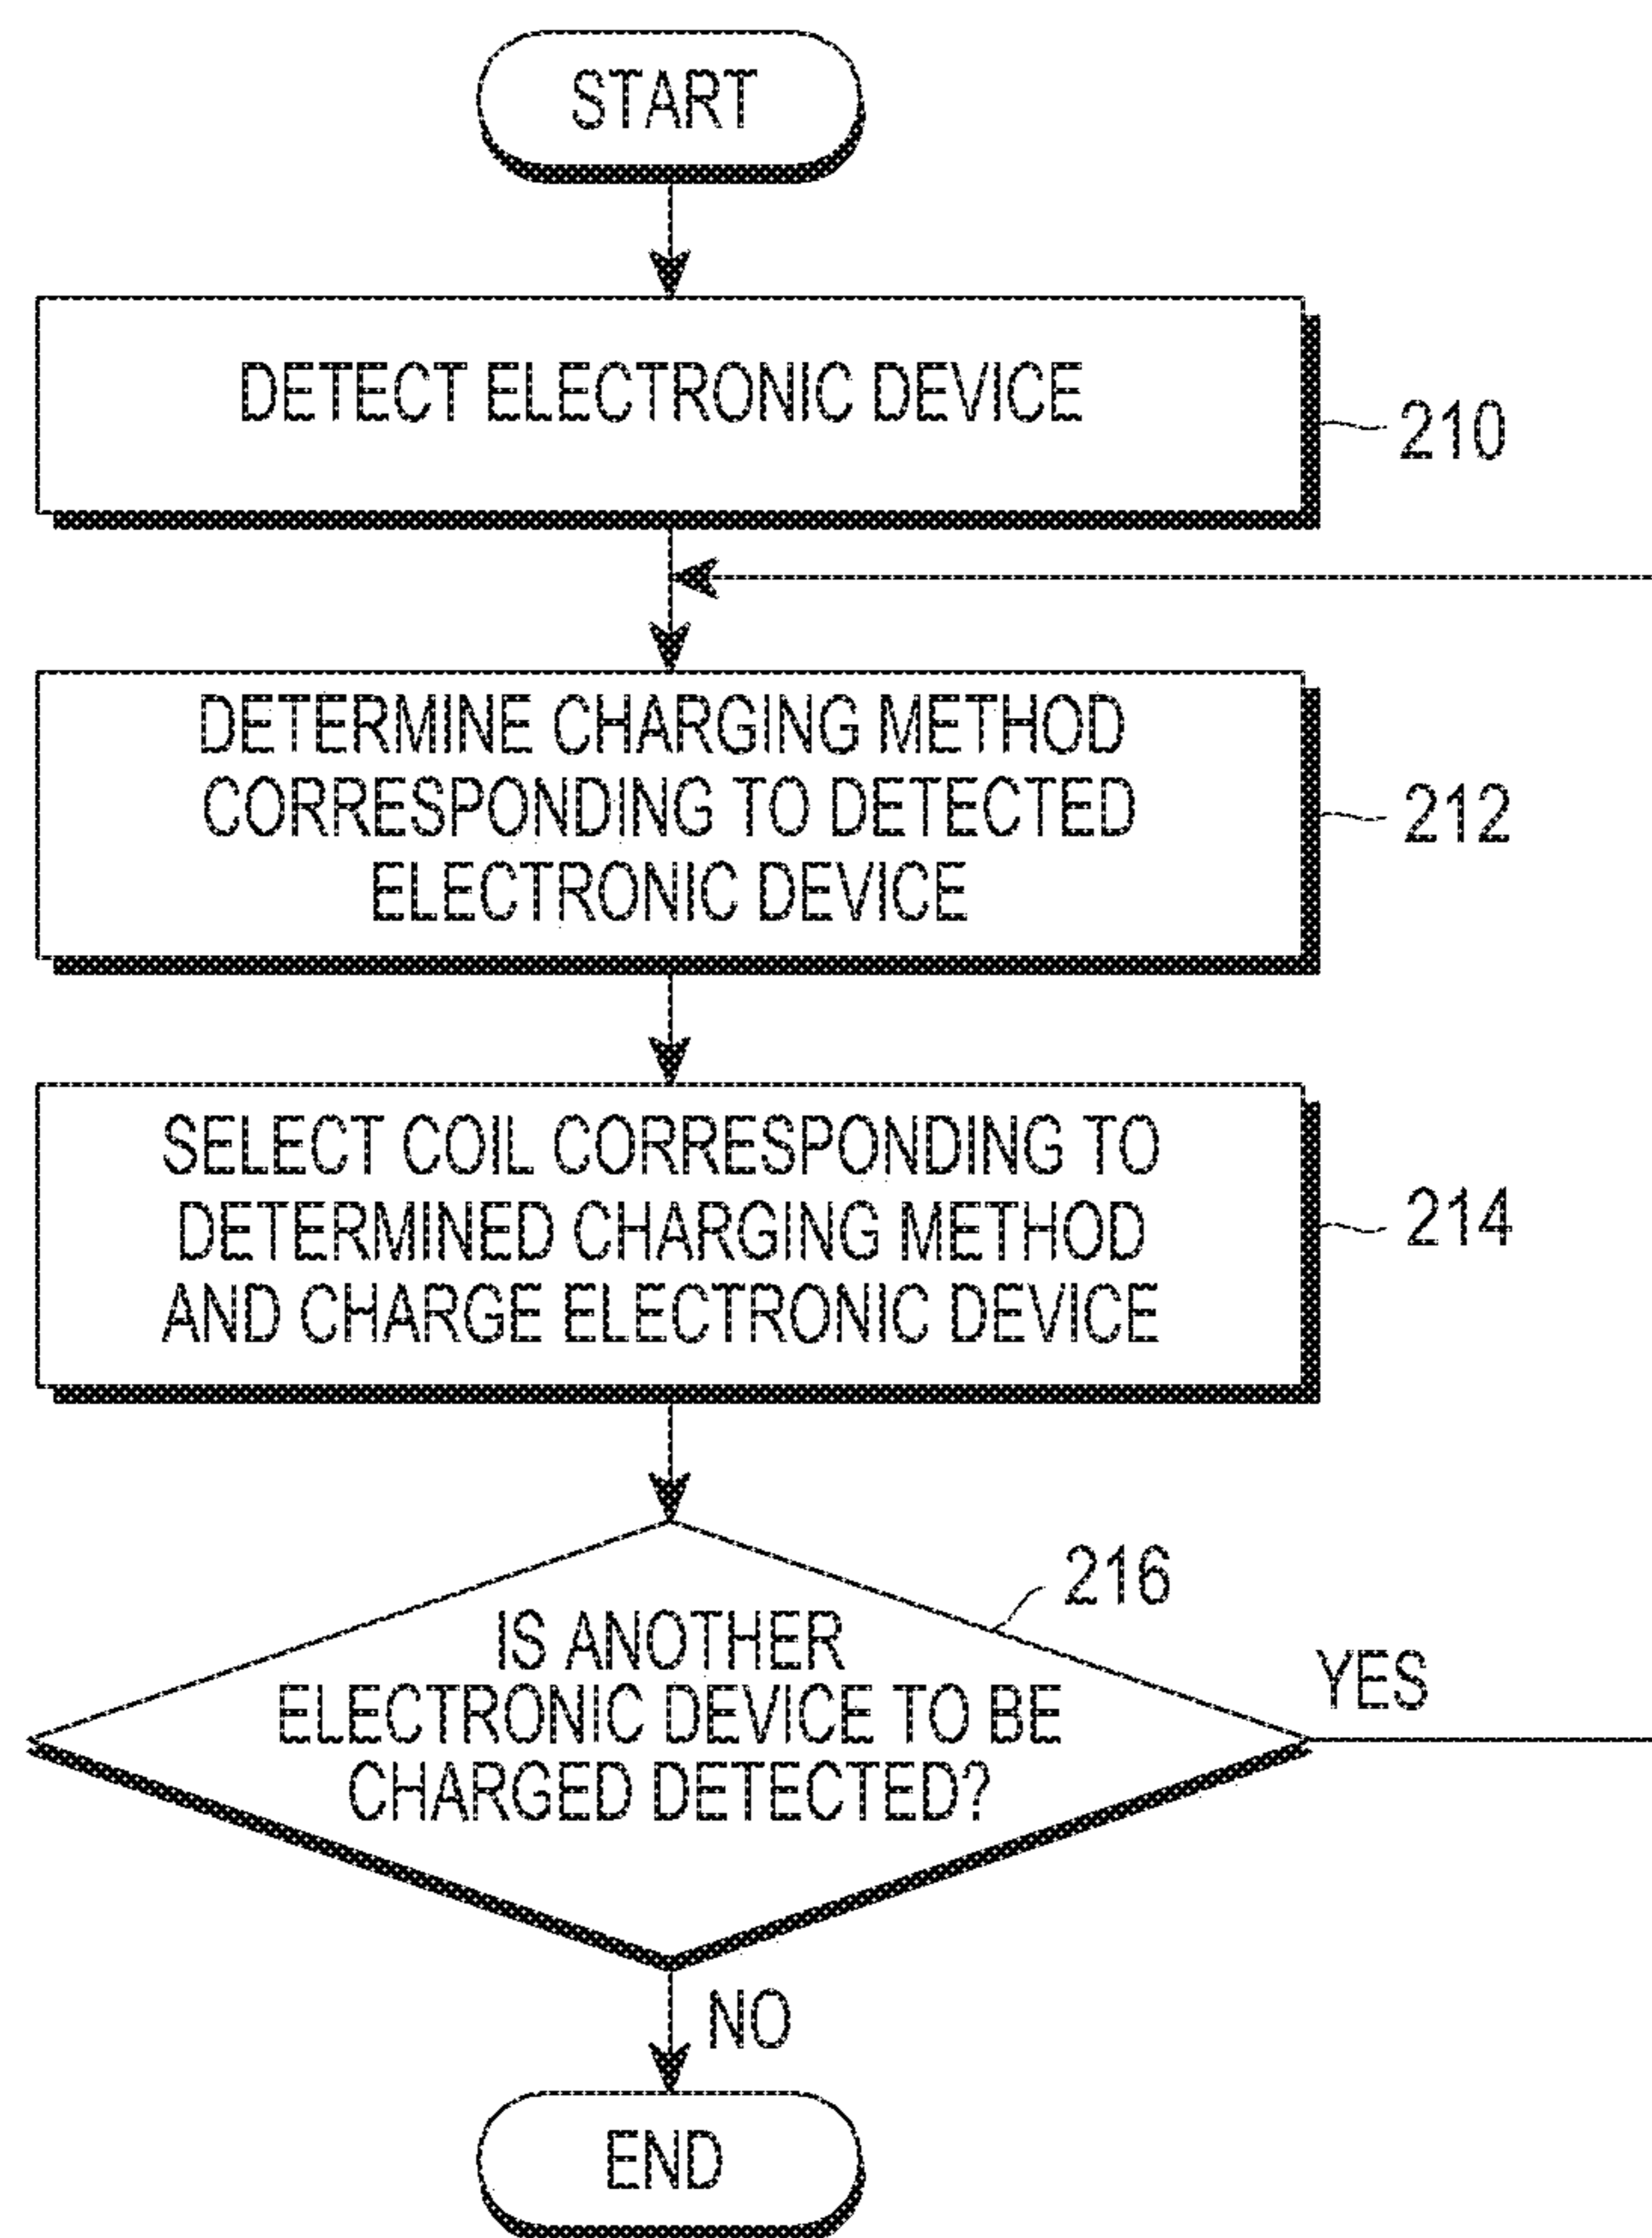 START
DETECT ELECTRONIC DEVICE
210
DETERMINE CHARGING METHOD
CORRESPONDING TO DETECTED
ELECTRONIC DEVICE
212
SELECT COIL CORRESPONDING TO
DETERMINED CHARGING METHOD
AND CHARGE ELECTRONIC DEVICE
214
216
IS ANOTHER
ELECTRONIC DEVICE TO BE
CHARGED DETECTED?
YES
NO
END